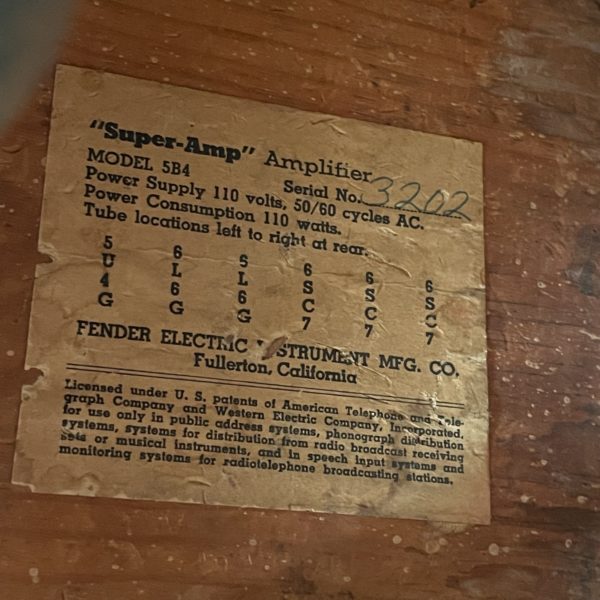 "Super-Amp" Amplifier
MODEL 5B4 Serial No. 3202
Power Supply 110 volts, 50/60 cycles AC.
Power Consumption 110 watts.
Tube locations left to right at rear.
5 6 6 6 6 6
U L L S S S
4 6 6 C C C
G G G 7 7 7
FENDER ELECTRIC INSTRUMENT MFG. CO.
Fullerton, California
Licensed under U. S. patents of American Telephone and Tele-
graph Company and Western Electric Company, Incorporated,
for use only in public address systems, phonograph distribution
systems, systems for distribution from radio broadcast receiving
sets or musical instruments, and in speech input systems and
monitoring systems for radiotelephone broadcasting stations.